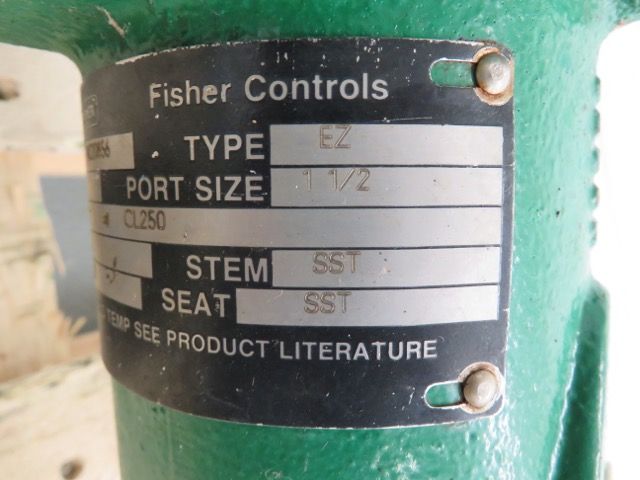 Fisher Controls
TYPE EZ
PORT SIZE 1 1/2
CL250
STEM SST
SEAT SST
TEMP SEE PRODUCT LITERATURE